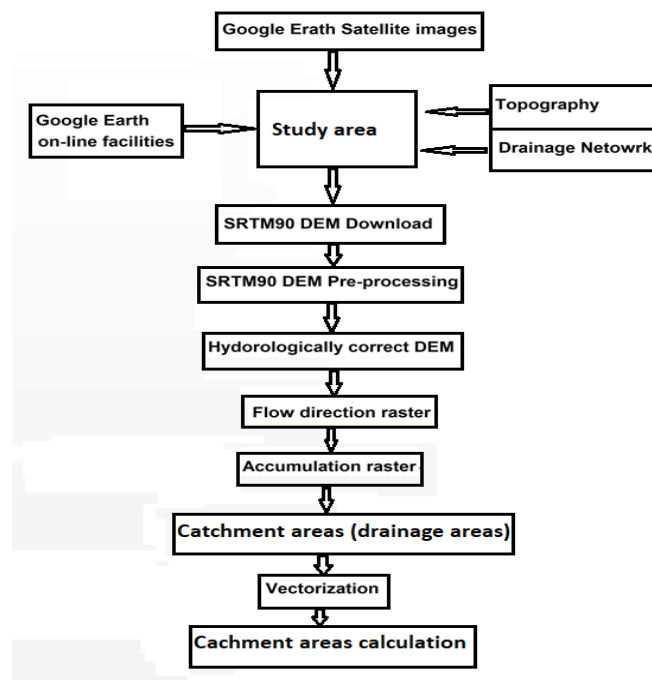 Google Erath Satellite images
Google Earth
on-line facilities
Study area
Topography
Drainage Netowrk
SRTM90 DEM Download
SRTM90 DEM Pre-processing
Hydorologically correct DEM
Flow direction raster
Accumulation raster
Catchment areas (drainage areas)
Vectorization
Cachment areas calculation